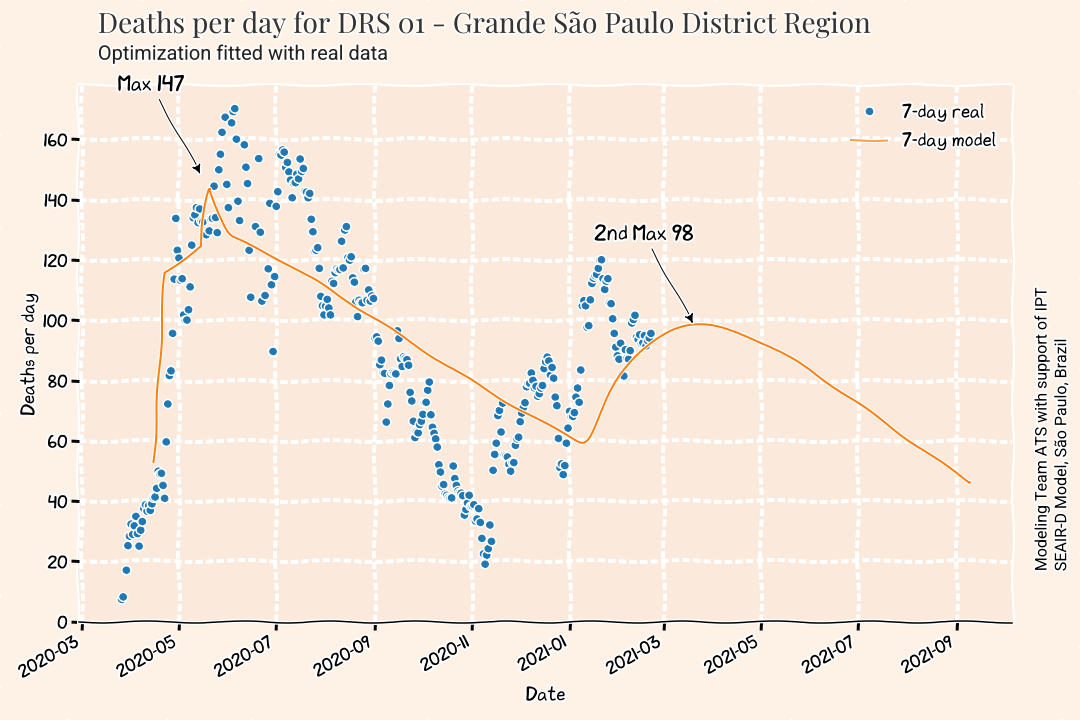 Deaths per day for DRS 01 - Grande São Paulo District Region
Optimization fitted with real data
Max 147
7-day real
7-day model
2nd Max 98
160
140
120
100
80
60
40
20
0
Deaths per day
2020-03
2020-05
2020-07
2020-09
2020-11
2021-01
2021-03
2021-05
2021-07
2021-09
Date
Modeling Team ATS with support of IPT
SEAIR-D Model, São Paulo, Brazil